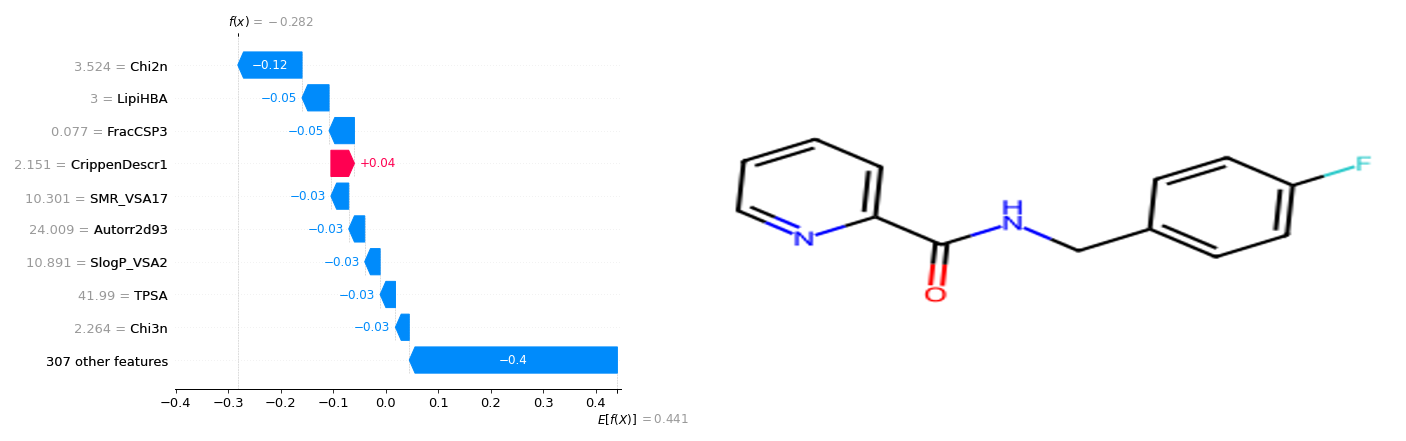 f(x) = −0.282
3.524 = Chi2n
−0.12
3 = LipiHBA
−0.05
0.077 = FracCSP3
−0.05
2.151 = CrippenDescr1
+0.04
10.301 = SMR_VSA17
−0.03
24.009 = Autorr2d93
−0.03
10.891 = SlogP_VSA2
−0.03
41.99 = TPSA
−0.03
2.264 = Chi3n
−0.03
307 other features
−0.4
−0.4 −0.3 −0.2 −0.1 0.0 0.1 0.2 0.3 0.4
E[f(X)] = 0.441
F
H
N
N
O